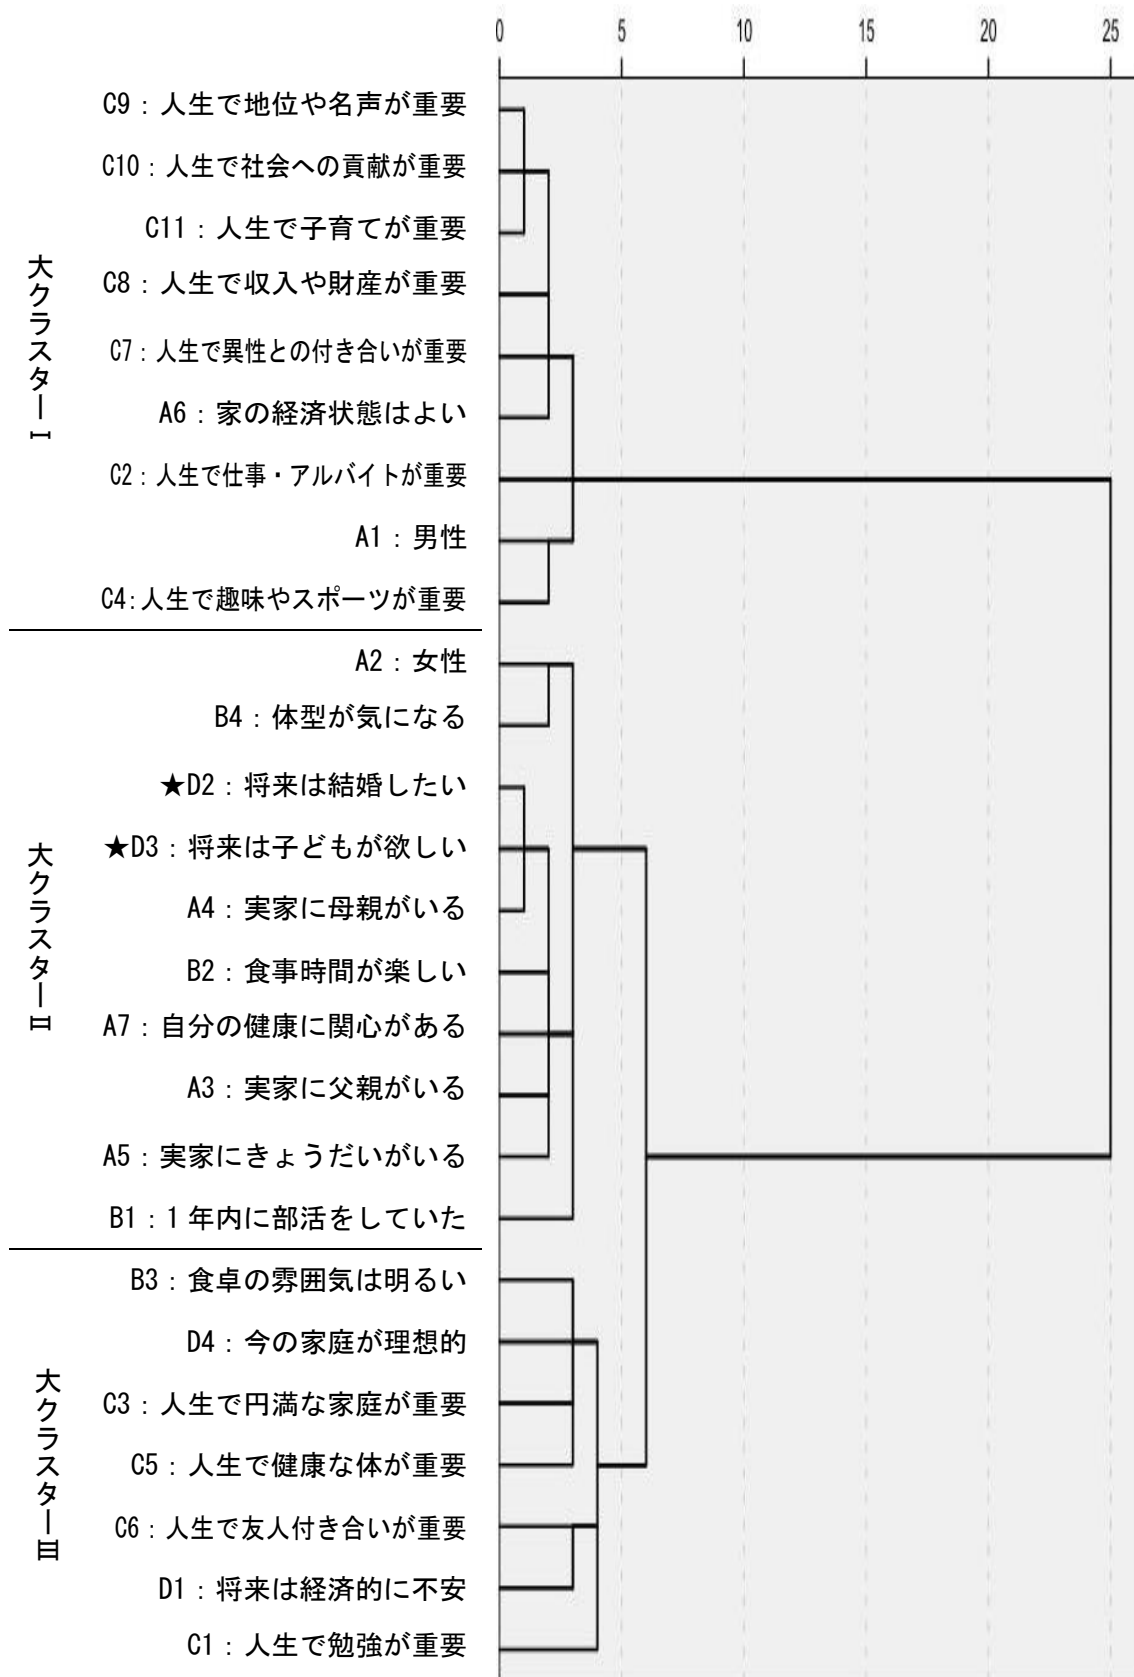 0 5 10 15 20 25
大クラスターⅠ
C9：人生で地位や名声が重要
C10：人生で社会への貢献が重要
C11：人生で子育てが重要
C8：人生で収入や財産が重要
C7：人生で異性との付き合いが重要
A6：家の経済状態はよい
C2：人生で仕事・アルバイトが重要
A1：男性
C4：人生で趣味やスポーツが重要
大クラスターⅡ
A2：女性
B4：体型が気になる
★D2：将来は結婚したい
★D3：将来は子どもが欲しい
A4：実家に母親がいる
B2：食事時間が楽しい
A7：自分の健康に関心がある
A3：実家に父親がいる
A5：実家にきょうだいがいる
B1：1年内に部活をしていた
大クラスターⅢ
B3：食卓の雰囲気は明るい
D4：今の家庭が理想的
C3：人生で円満な家庭が重要
C5：人生で健康な体が重要
C6：人生で友人付き合いが重要
D1：将来は経済的に不安
C1：人生で勉強が重要